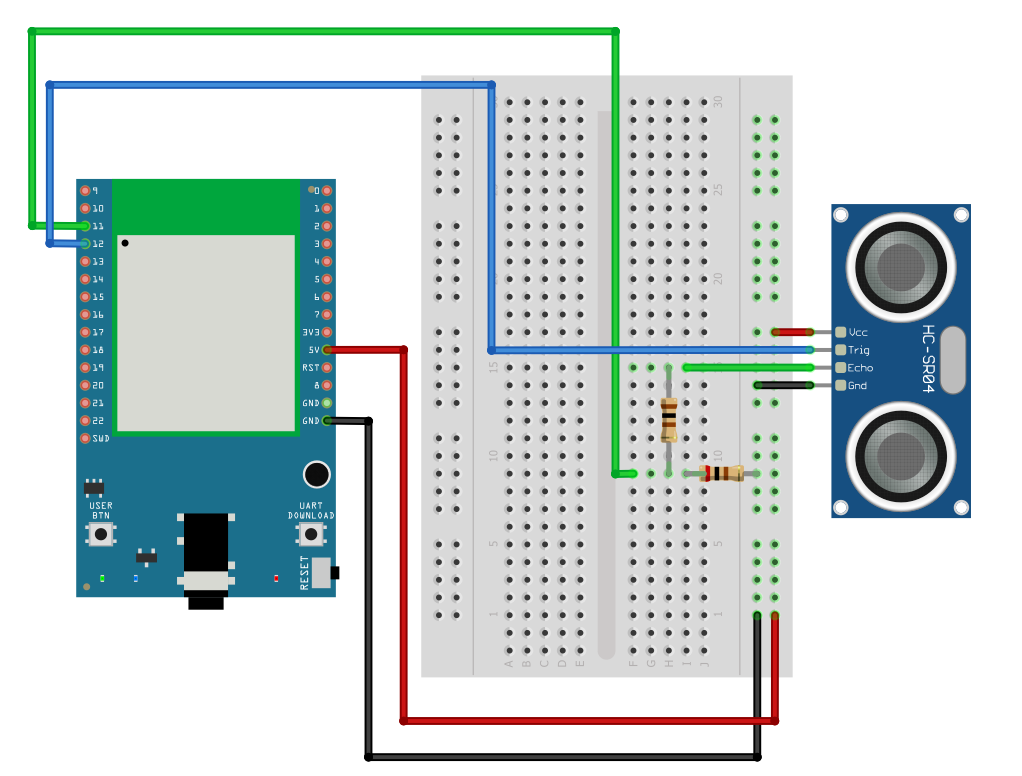 9
10
11
12
13
14
15
16
17
18
19
20
21
22
SWD
0
1
2
3
4
5
6
7
3V3
5V
RST
8
GND
GND
USER
BTN
UART
DOWNLOAD
RESET
30
25
15
10
5
1
A B C D E
30
25
20
15
10
5
1
F G H I J
Vcc
Trig
Echo
Gnd
HC-SR04